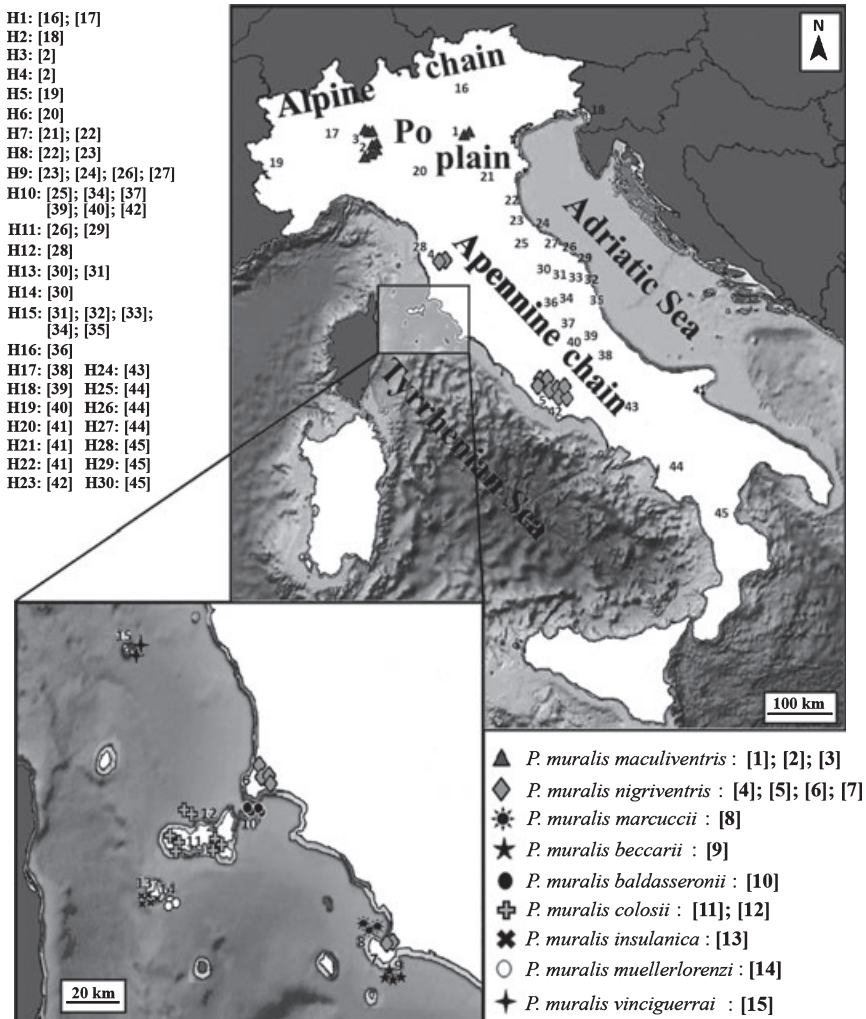 H1: [16]; [17]
H2: [18]
H3: [2]
H4: [2]
H5: [19]
H6: [20]
H7: [21]; [22]
H8: [22]; [23]
H9: [23]; [24]; [26]; [27]
H10: [25]; [34]; [37]
[39]; [40]; [42]
H11: [26]; [29]
H12: [28]
H13: [30]; [31]
H14: [30]
H15: [31]; [32]; [33];
[34]; [35]
H16: [36]
H17: [38] H24: [43]
H18: [39] H25: [44]
H19: [40] H26: [44]
H20: [41] H27: [44]
H21: [41] H28: [45]
H22: [41] H29: [45]
H23: [42] H30: [45]
N
Alpine chain
16
18
17
3
2
Po
1
plain
19
20
21
22
23
24
25
27
26
29
28
4
Adriatic Sea
Apennine chain
30
31
33
32
36
34
35
37
39
40
38
5
42
43
41
44
45
Tyrrhenian Sea
100 km
15
6
12
10
11
13
14
8
7
9
20 km
P. muralis maculiventris : [1]; [2]; [3]
P. muralis nigriventris : [4]; [5]; [6]; [7]
P. muralis marcuccii : [8]
P. muralis beccarii : [9]
P. muralis baldasseronii : [10]
P. muralis colosii : [11]; [12]
P. muralis insulanica : [13]
P. muralis muellerlorenzi : [14]
P. muralis vinciguerrai : [15]